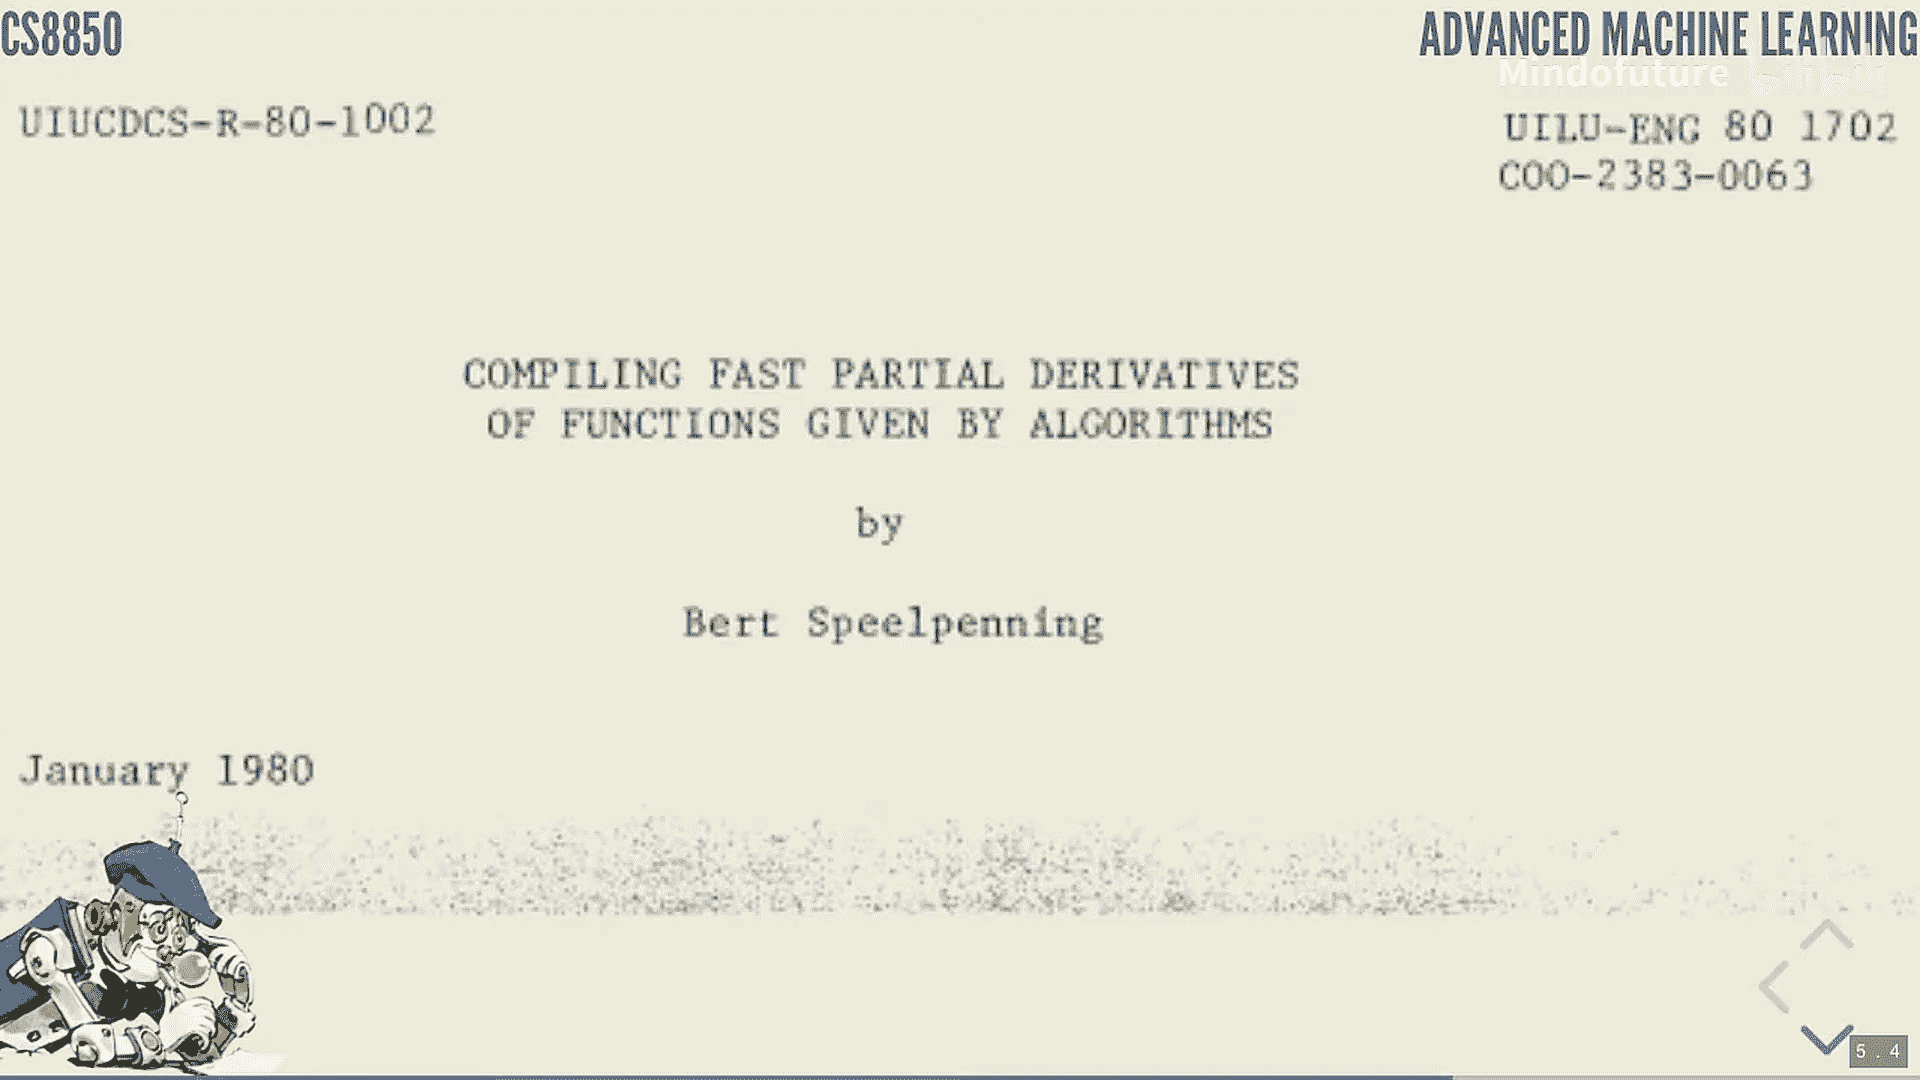 CS8850
ADVANCED MACHINE LEARNING
Mindofuture
UIUCDCS-R-80-1002
UILU-ENG 80 1702
COO-2383-0063
COMPILING FAST PARTIAL DERIVATIVES
OF FUNCTIONS GIVEN BY ALGORITHMS
by
Bert Speelpenning
January 1980
5.4